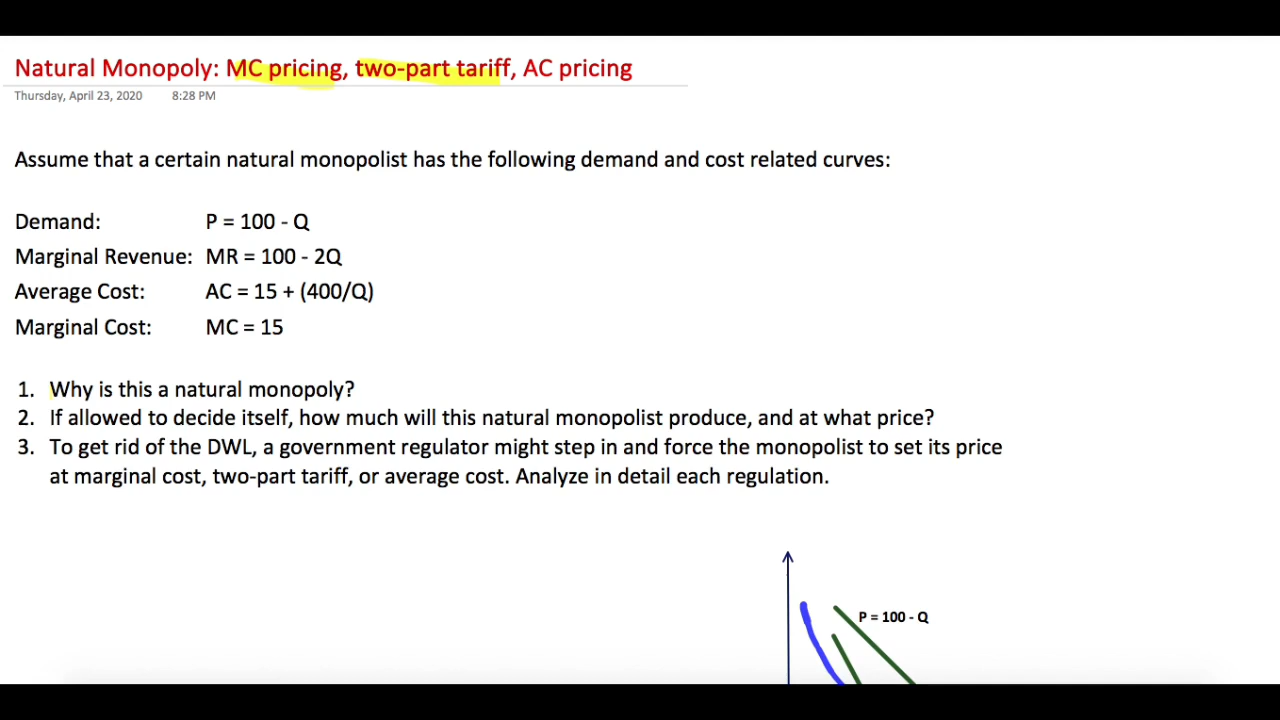 Natural Monopoly: MC pricing, two-part tariff, AC pricing
Thursday, April 23, 2020 8:28 PM
Assume that a certain natural monopolist has the following demand and cost related curves:
Demand: P = 100 - Q
Marginal Revenue: MR = 100 - 2Q
Average Cost: AC = 15 + (400/Q)
Marginal Cost: MC = 15
1. Why is this a natural monopoly?
2. If allowed to decide itself, how much will this natural monopolist produce, and at what price?
3. To get rid of the DWL, a government regulator might step in and force the monopolist to set its price
at marginal cost, two-part tariff, or average cost. Analyze in detail each regulation.
P = 100 - Q